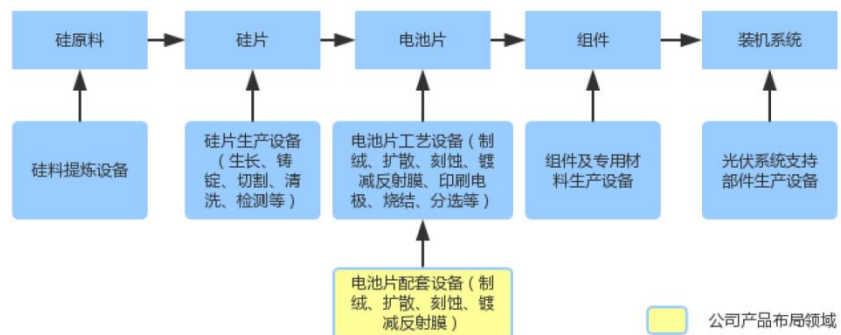 硅原料
硅片
电池片
组件
装机系统
硅料提炼设备
硅片生产设备
（生长、铸
锭、切割、清
洗、检测等）
电池片工艺设备（制
绒、扩散、刻蚀、镀
减反射膜、印刷电
极、烧结、分选等）
组件及专用材
料生产设备
光伏系统支持
部件生产设备
电池片配套设备（制
绒、扩散、刻蚀、镀
减反射膜）
公司产品布局领域